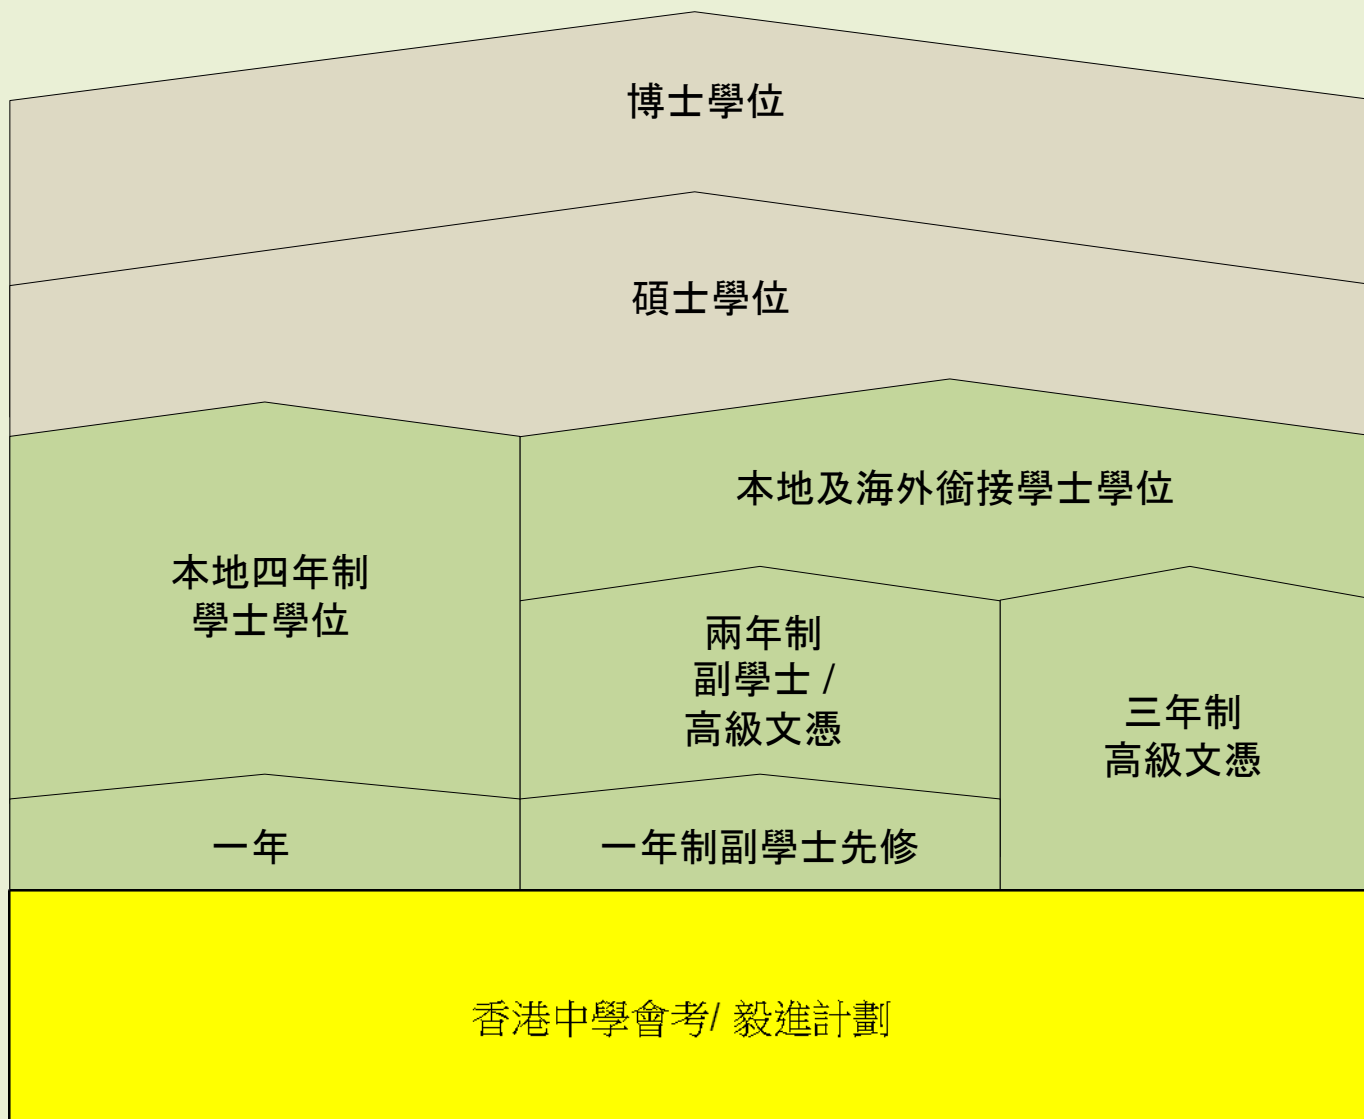 博士學位
碩士學位
本地及海外銜接學士學位
本地四年制
學士學位
兩年制
副學士 /
高級文憑
三年制
高級文憑
一年
一年制副學士先修
香港中學會考/ 毅進計劃